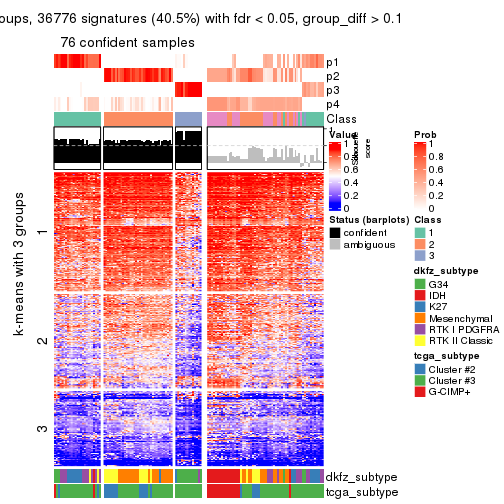 oups, 36776 signatures (40.5%) with fdr < 0.05, group_diff > 0.1
76 confident samples
p1
p2
p3
p4
Class
1
Silhouette
score
k-means with 3 groups
1
2
3
dkfz_subtype
tcga_subtype
Value
1
0.8
0.6
0.4
0.2
0
Status (barplots)
confident
ambiguous
Prob
1
0.8
0.6
0.4
0.2
0
Class
1
2
3
dkfz_subtype
G34
IDH
K27
Mesenchymal
RTK I PDGFRA
RTK II Classic
tcga_subtype
Cluster #2
Cluster #3
G-CIMP+